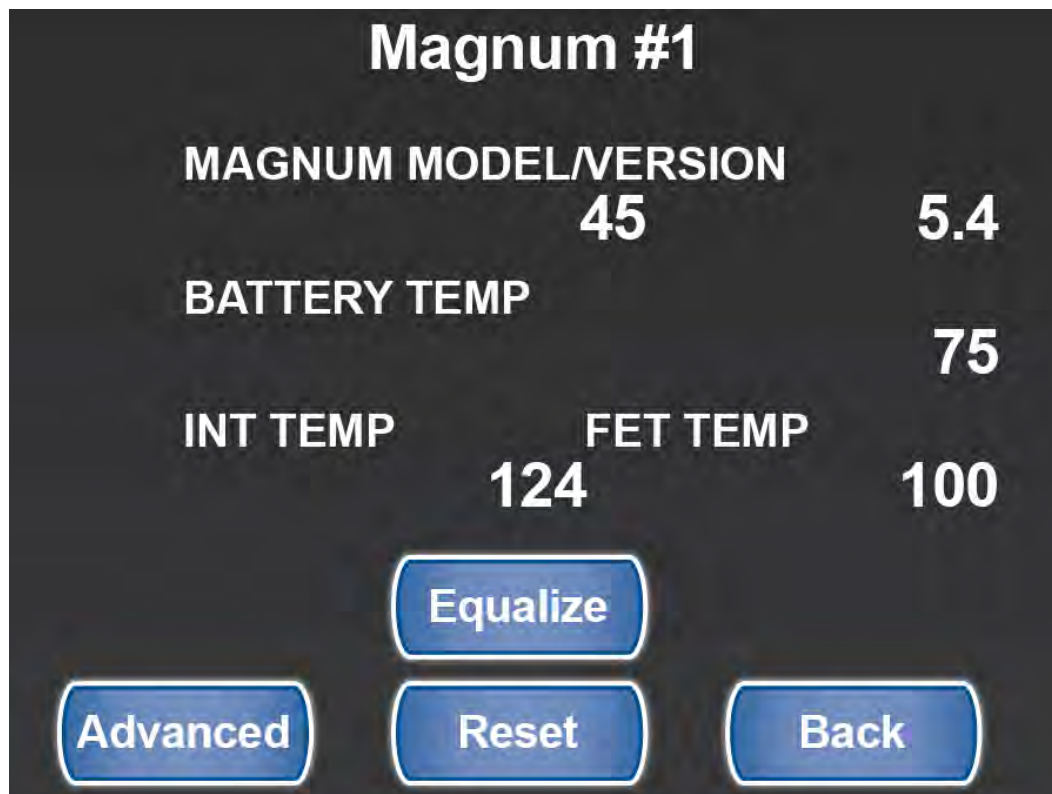 Magnum #1
MAGNUM MODEL/VERSION
45 5.4
BATTERY TEMP
75
INT TEMP FET TEMP
124 100
Equalize
Advanced Reset Back